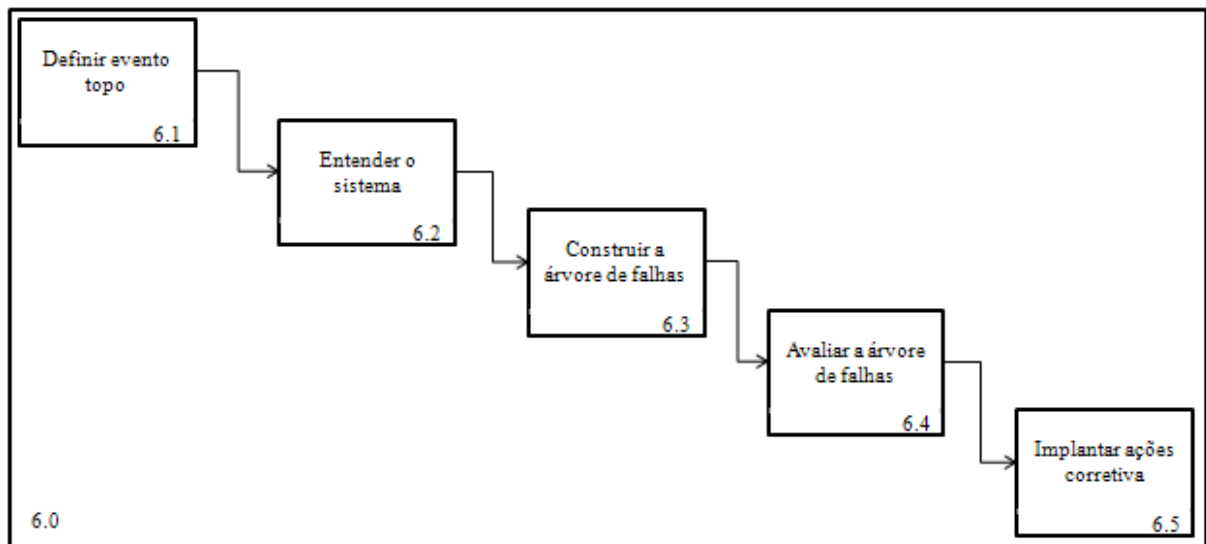 Definir evento
topo
6.1
Entender o
sistema
6.2
Construir a
árvore de falhas
6.3
Avaliar a árvore
de falhas
6.4
Implantar ações
corretiva
6.5
6.0